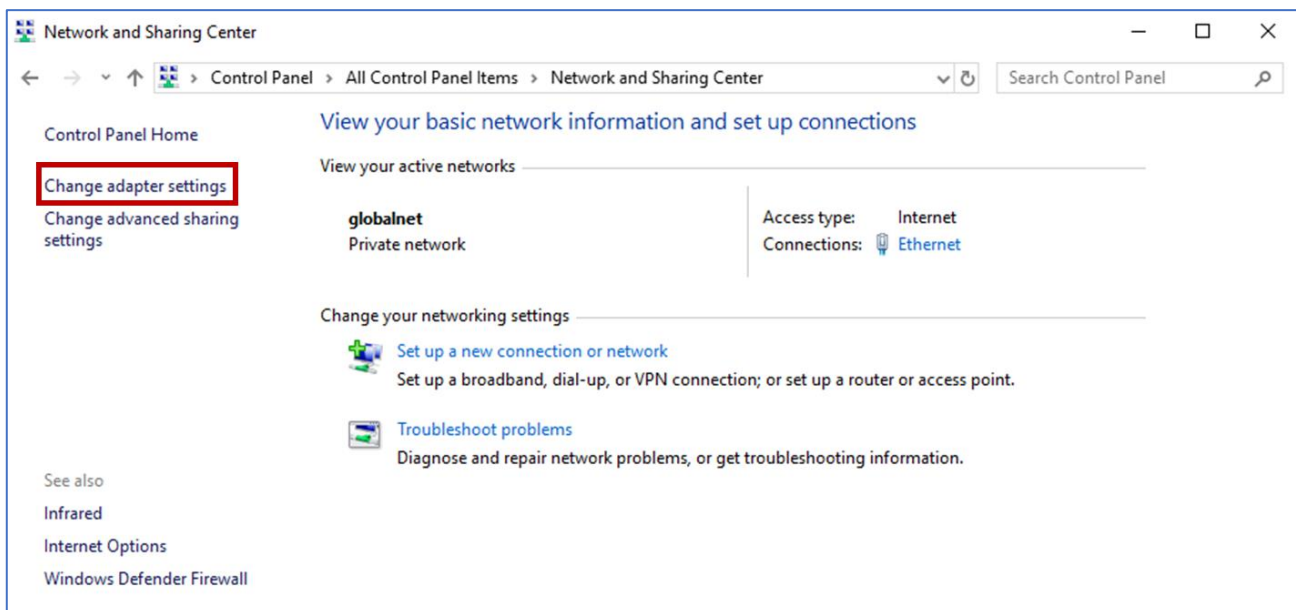 Network and Sharing Center
Control Panel > All Control Panel Items > Network and Sharing Center
Search Control Panel
Control Panel Home
Change adapter settings
Change advanced sharing
settings
View your basic network information and set up connections
View your active networks
globalnet
Private network
Access type: Internet
Connections: Ethernet
Change your networking settings
Set up a new connection or network
Set up a broadband, dial-up, or VPN connection; or set up a router or access point.
Troubleshoot problems
Diagnose and repair network problems, or get troubleshooting information.
See also
Infrared
Internet Options
Windows Defender Firewall